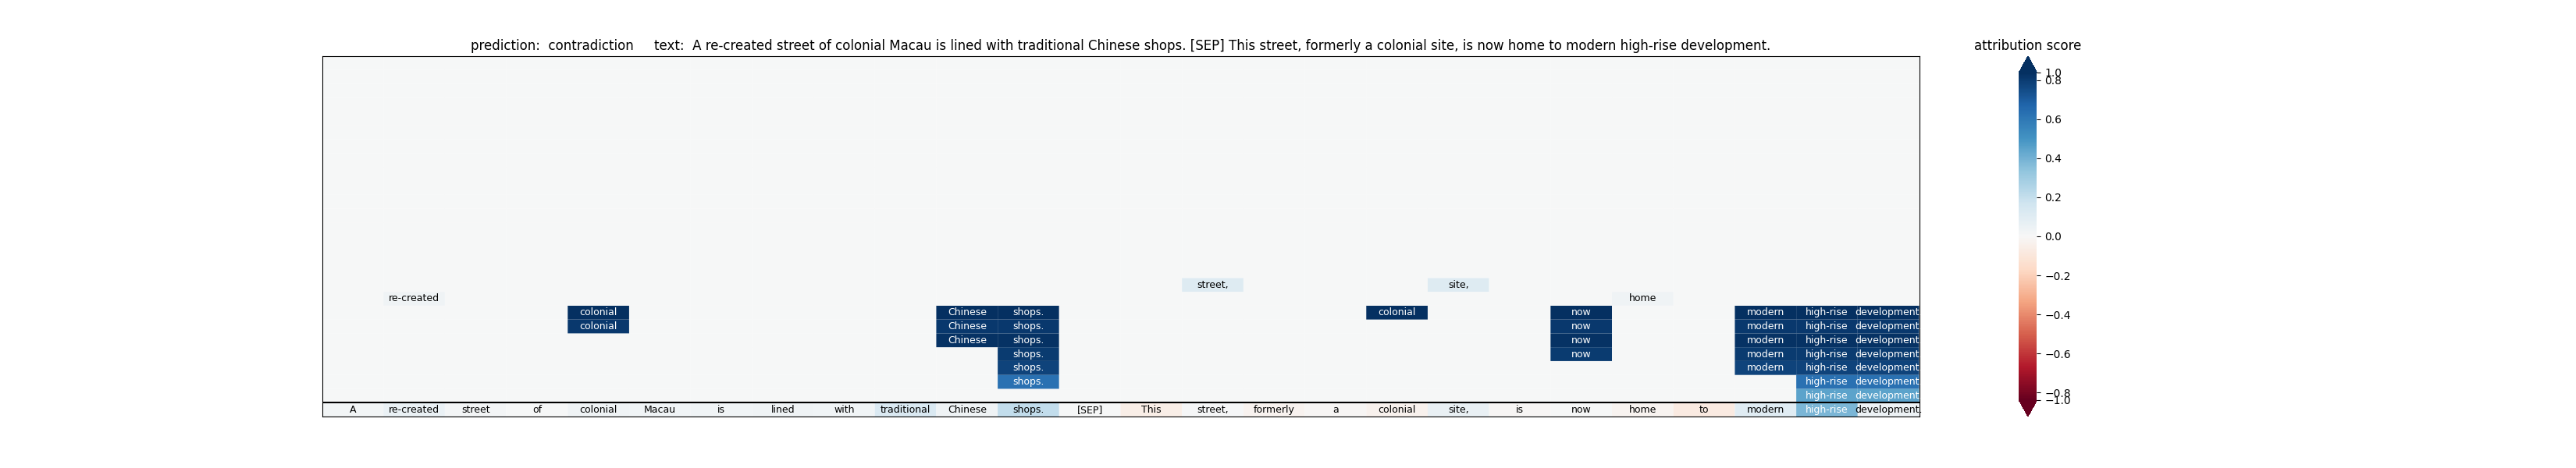 prediction:  contradiction     text:  A re-created street of colonial Macau is lined with traditional Chinese shops. [SEP] This street, formerly a colonial site, is now home to modern high-rise development.
attribution score
1.0
0.8
0.6
0.4
0.2
0.0
−0.2
−0.4
−0.6
−0.8
−1.0
street, site,
re-created home
colonial Chinese shops. colonial now modern high-rise development
colonial Chinese shops. now modern high-rise development
Chinese shops. now modern high-rise development
shops. now modern high-rise development
shops. modern high-rise development
shops. high-rise development
high-rise development
A re-created street of colonial Macau is lined with traditional Chinese shops. [SEP] This street, formerly a colonial site, is now home to modern high-rise development.